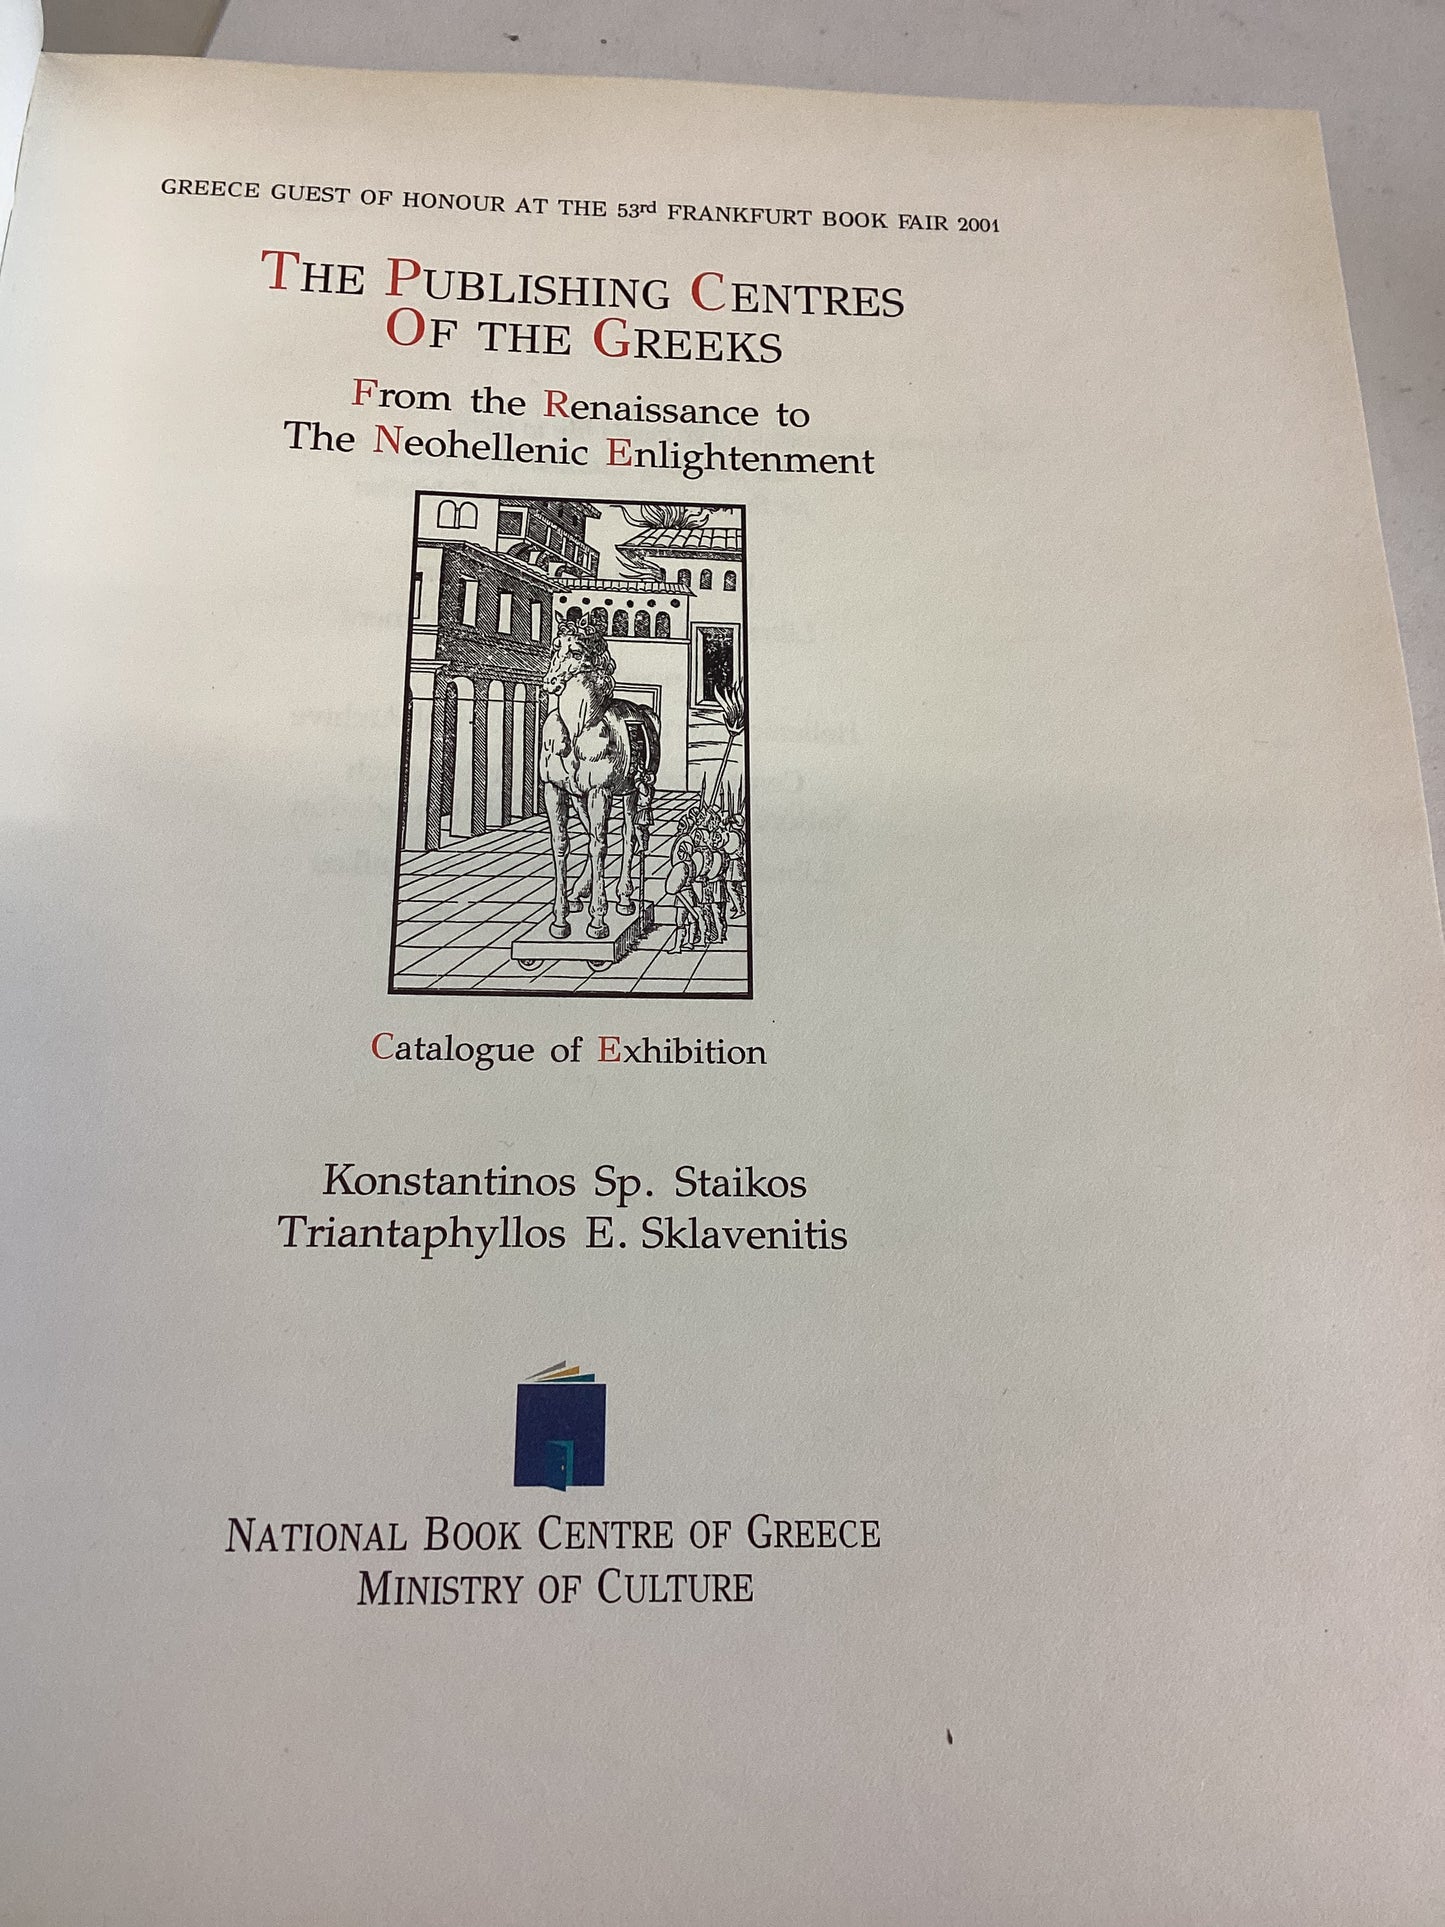 GREECE GUEST OF HONOUR AT THE 53rd FRANKFURT BOOK FAIR 2001
THE PUBLISHING CENTRES
OF THE GREEKS
From the Renaissance to
The Neohellenic Enlightenment
Catalogue of Exhibition
Konstantinos Sp. Staikos
Triantaphyllos E. Sklavenitis
NATIONAL BOOK CENTRE OF GREECE
MINISTRY OF CULTURE